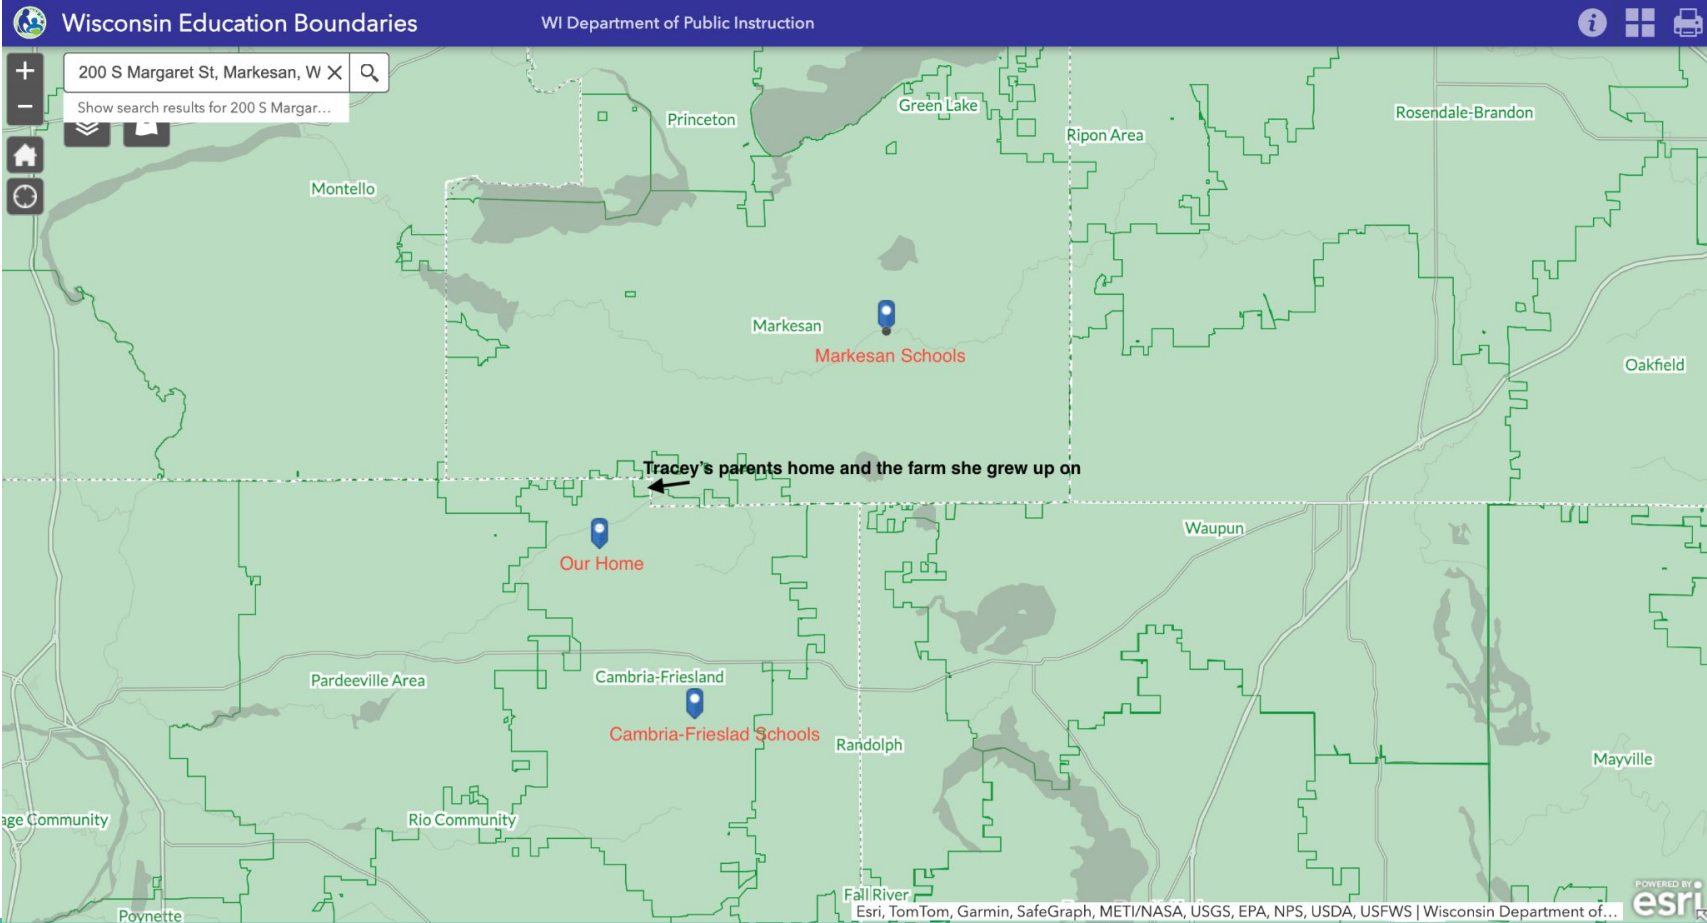 Wisconsin Education Boundaries
WI Department of Public Instruction
200 S Margaret St, Markesan, W
Show search results for 200 S Margar...
Princeton
Green Lake
Ripon Area
Rosendale-Brandon
Montello
Markesan
Markesan Schools
Oakfield
Tracey's parents home and the farm she grew up on
Waupun
Our Home
Pardeeville Area
Cambria-Friesland
Cambria-Frieslad Schools
Randolph
Mayville
age Community
Rio Community
Fall River
Poynette
Esri, TomTom, Garmin, SafeGraph, METI/NASA, USGS, EPA, NPS, USDA, USFWS | Wisconsin Department of...
POWERED BY
esri